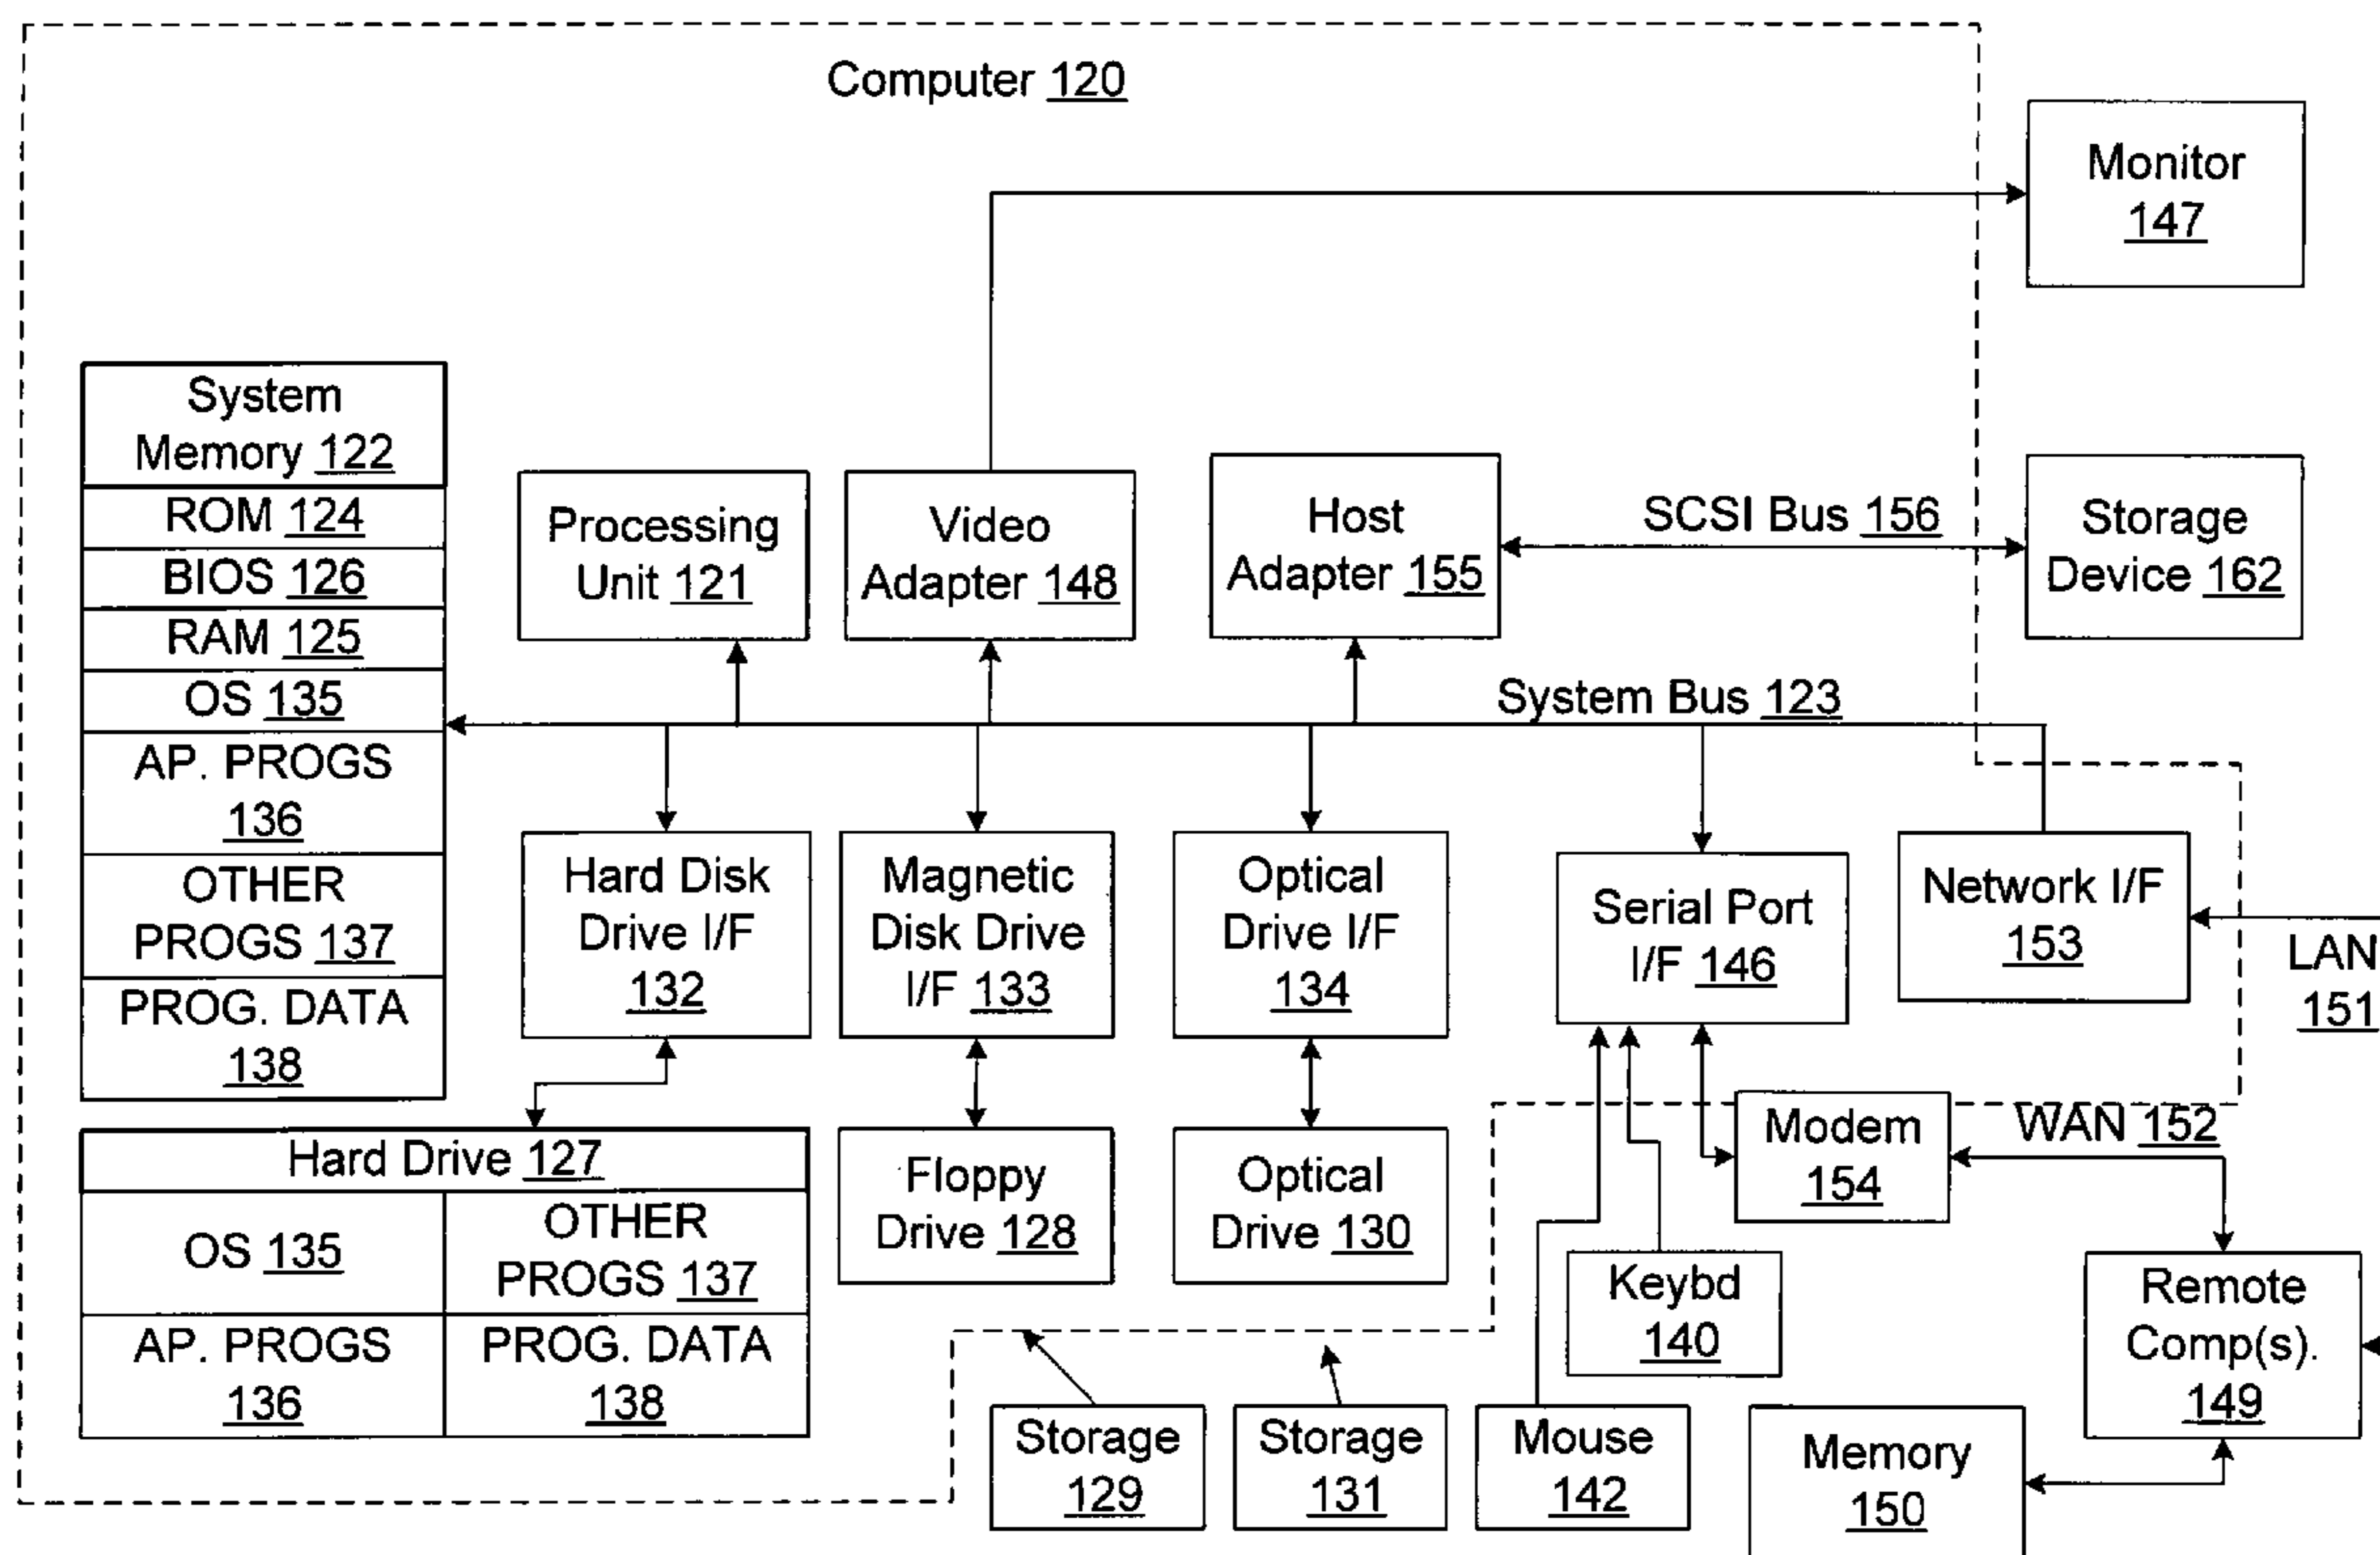 Computer 120
Monitor
147
System
Memory 122
ROM 124
BIOS 126
RAM 125
OS 135
AP. PROGS
136
OTHER
PROGS 137
PROG. DATA
138
Processing
Unit 121
Video
Adapter 148
Host
Adapter 155
SCSI Bus 156
Storage
Device 162
System Bus 123
Hard Disk
Drive I/F
132
Magnetic
Disk Drive
I/F 133
Optical
Drive I/F
134
Serial Port
I/F 146
Network I/F
153
LAN
151
Hard Drive 127
OS 135
OTHER
PROGS 137
AP. PROGS
136
PROG. DATA
138
Floppy
Drive 128
Optical
Drive 130
Modem
154
WAN 152
Keybd
140
Remote
Comp(s).
149
Storage
129
Storage
131
Mouse
142
Memory
150